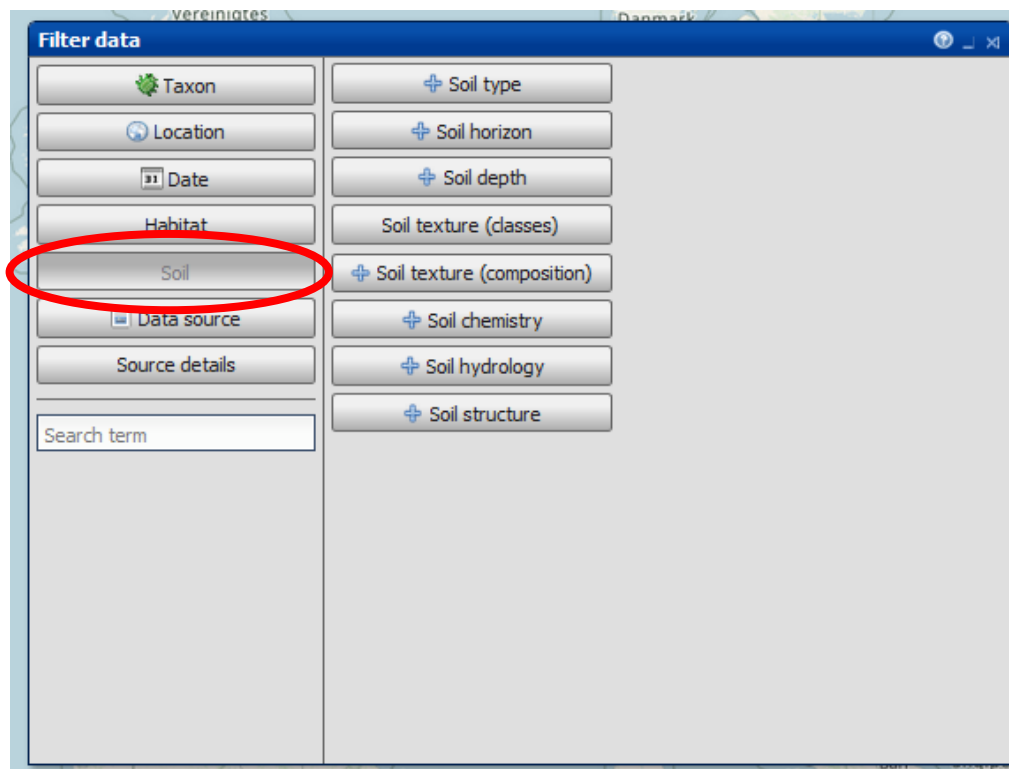 Vereinigtes
Danmark
Filter data
Taxon
Location
31 Date
Habitat
Soil
Data source
Source details
Search term
Soil type
Soil horizon
Soil depth
Soil texture (classes)
Soil texture (composition)
Soil chemistry
Soil hydrology
Soil structure